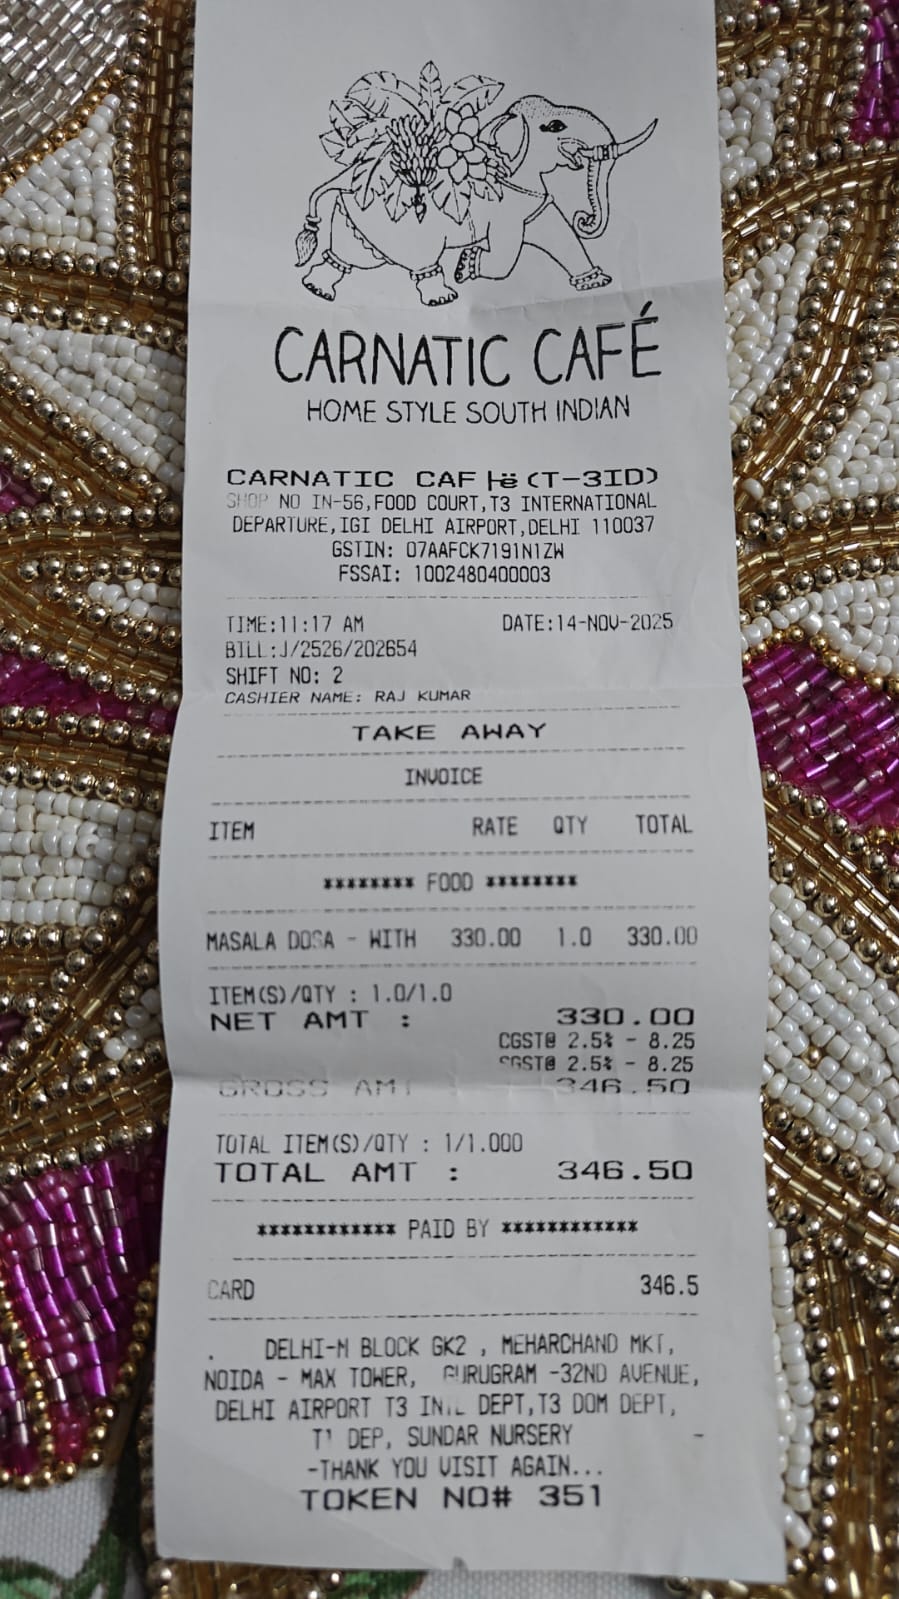 CARNATIC CAFÉ
HOME STYLE SOUTH INDIAN
CARNATIC CAF (T-3ID)
SHOP NO IN-56,FOOD COURT,T3 INTERNATIONAL
DEPARTURE,IGI DELHI AIRPORT,DELHI 110037
GSTIN: 07AAFCK7191N1ZW
FSSAI: 1002480400003
TIME:11:17 AM DATE:14-NOV-2025
BILL:J/2526/202654
SHIFT NO: 2
CASHIER NAME: RAJ KUMAR
TAKE AWAY
INVOICE
ITEM RATE QTY TOTAL
******** FOOD ********
MASALA DOSA - WITH 330.00 1.0 330.00
ITEM(S)/QTY : 1.0/1.0
NET AMT : 330.00
CGST@ 2.5% - 8.25
SGST@ 2.5% - 8.25
GROSS AMT 346.50
TOTAL ITEM(S)/QTY : 1/1.000
TOTAL AMT : 346.50
************ PAID BY ************
CARD 346.5
. DELHI-M BLOCK GK2 , MEHARCHAND MKT,
NOIDA - MAX TOWER, GURUGRAM -32ND AVENUE,
DELHI AIRPORT T3 INTL DEPT,T3 DOM DEPT,
T1 DEP, SUNDAR NURSERY -
-THANK YOU VISIT AGAIN...
TOKEN NO# 351